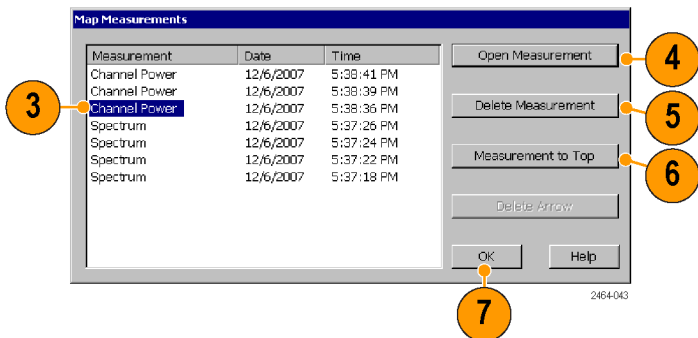 Map Measurements
Measurement Date Time
Channel Power 12/6/2007 5:38:41 PM
Channel Power 12/6/2007 5:38:39 PM
Channel Power 12/6/2007 5:38:36 PM
Spectrum 12/6/2007 5:37:26 PM
Spectrum 12/6/2007 5:37:24 PM
Spectrum 12/6/2007 5:37:22 PM
Spectrum 12/6/2007 5:37:18 PM
Open Measurement
Delete Measurement
Measurement to Top
Delete Arrow
OK Help
3
4
5
6
7
2464-043